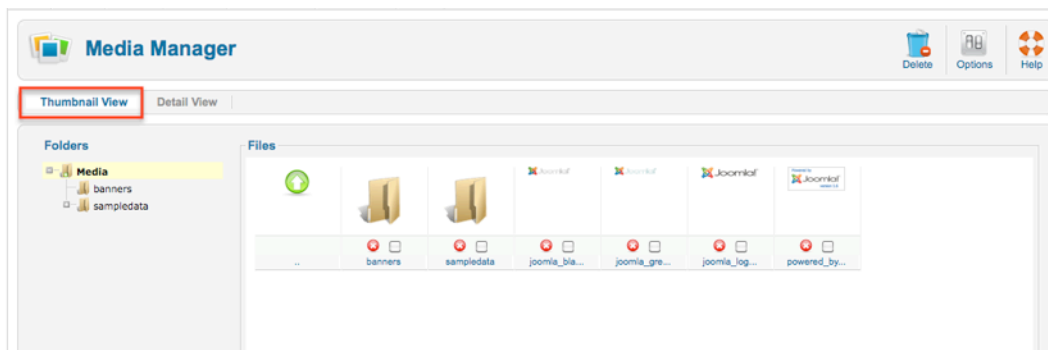 Media Manager
Delete
Options
Help
Thumbnail View
Detail View
Folders
Media
banners
sampledata
Files
Joomla!
Joomla!
Joomla!
Joomla!
..
banners
sampledata
joomla_bla...
joomla_gre...
joomla_log...
powered_by...